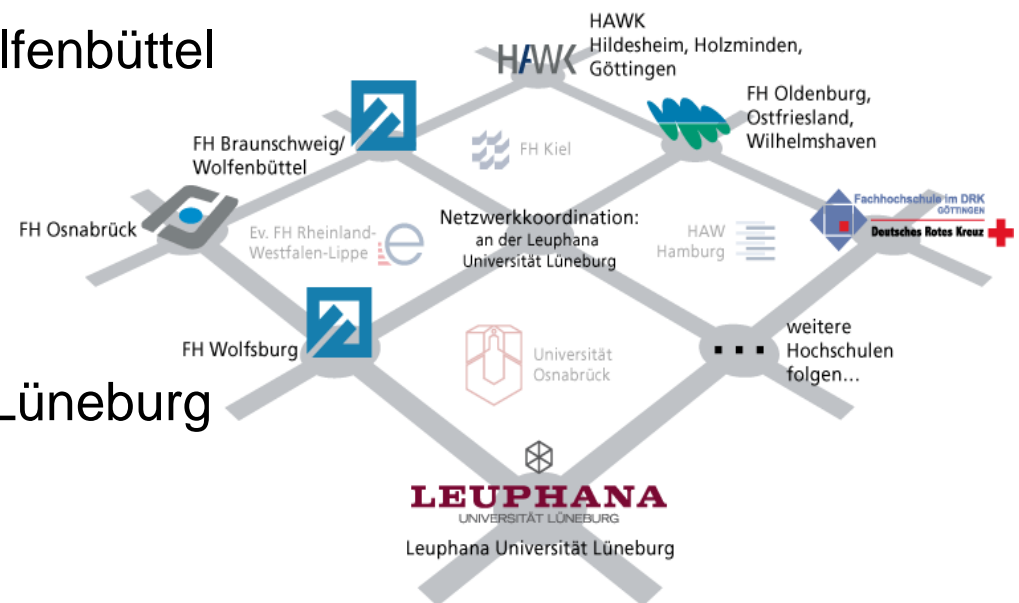 lfenbüttel
HAWK
HAWK
Hildesheim, Holzminden,
Göttingen
FH Oldenburg,
Ostfriesland,
Wilhelmshaven
FH Braunschweig/
Wolfenbüttel
FH Kiel
Fachhochschule im DRK
GÖTTINGEN
Deutsches Rotes Kreuz
FH Osnabrück
Ev. FH Rheinland-
Westfalen-Lippe
e
Netzwerkkoordination:
an der Leuphana
Universität Lüneburg
HAW
Hamburg
FH Wolfsburg
Universität
Osnabrück
...
weitere
Hochschulen
folgen...
Lüneburg
LEUPHANA
UNIVERSITÄT LÜNEBURG
Leuphana Universität Lüneburg